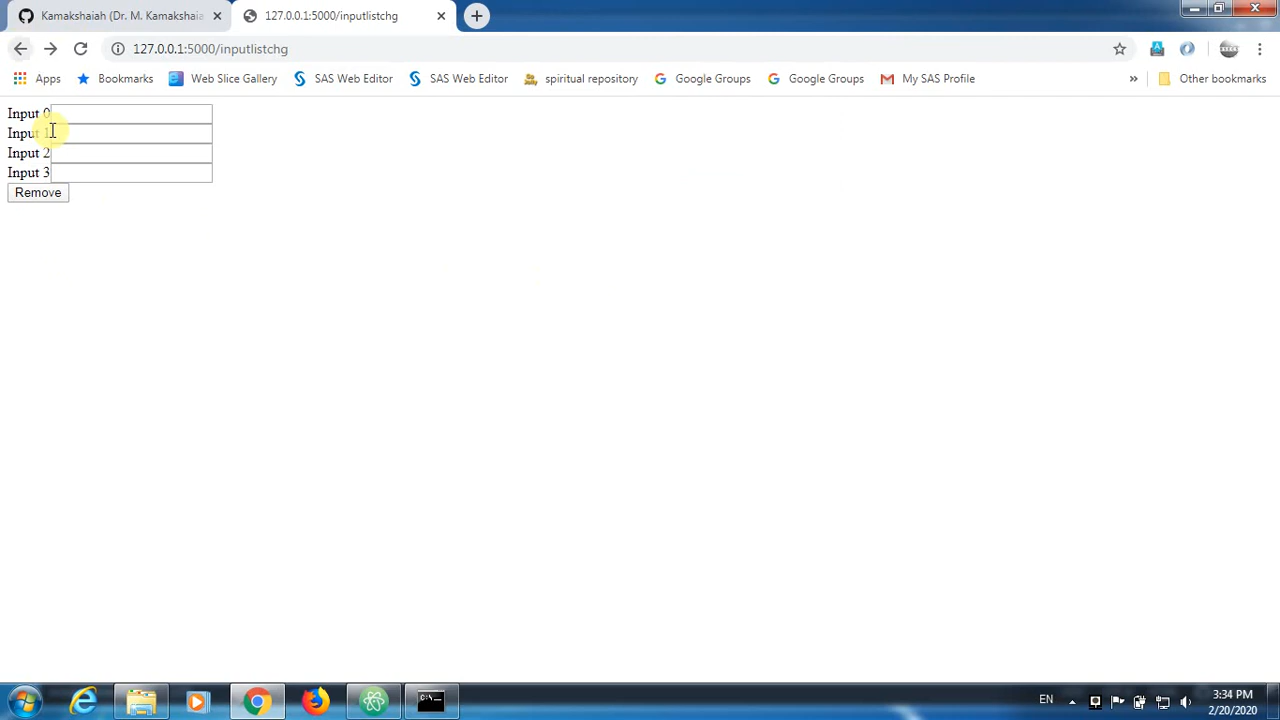 Kamakshaiah (Dr. M. Kamakshaia
127.0.0.1:5000/inputlistchg
127.0.0.1:5000/inputlistchg
Apps
Bookmarks
Web Slice Gallery
SAS Web Editor
SAS Web Editor
spiritual repository
Google Groups
Google Groups
My SAS Profile
»
Other bookmarks
Input 0
Input 1
Input 2
Input 3
Remove
C:\.
EN
3:34 PM
2/20/2020